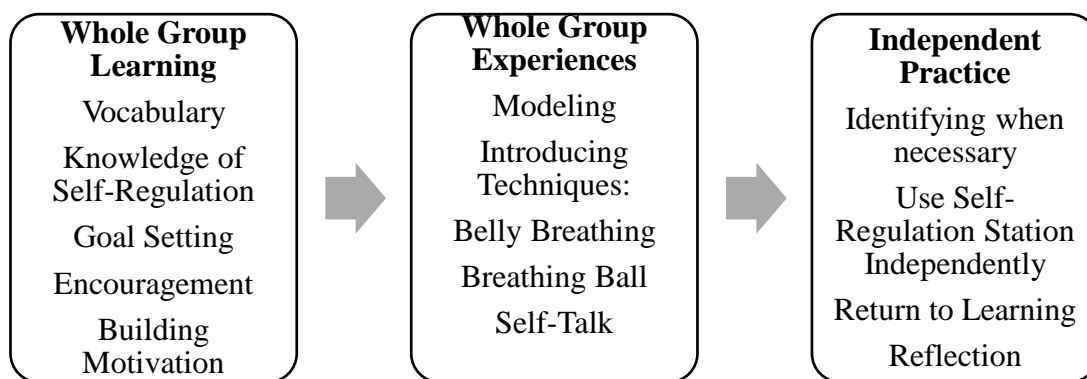 Whole Group
Learning
Vocabulary
Knowledge of
Self-Regulation
Goal Setting
Encouragement
Building
Motivation
Whole Group
Experiences
Modeling
Introducing
Techniques:
Belly Breathing
Breathing Ball
Self-Talk
Independent
Practice
Identifying when
necessary
Use Self-
Regulation Station
Independently
Return to Learning
Reflection